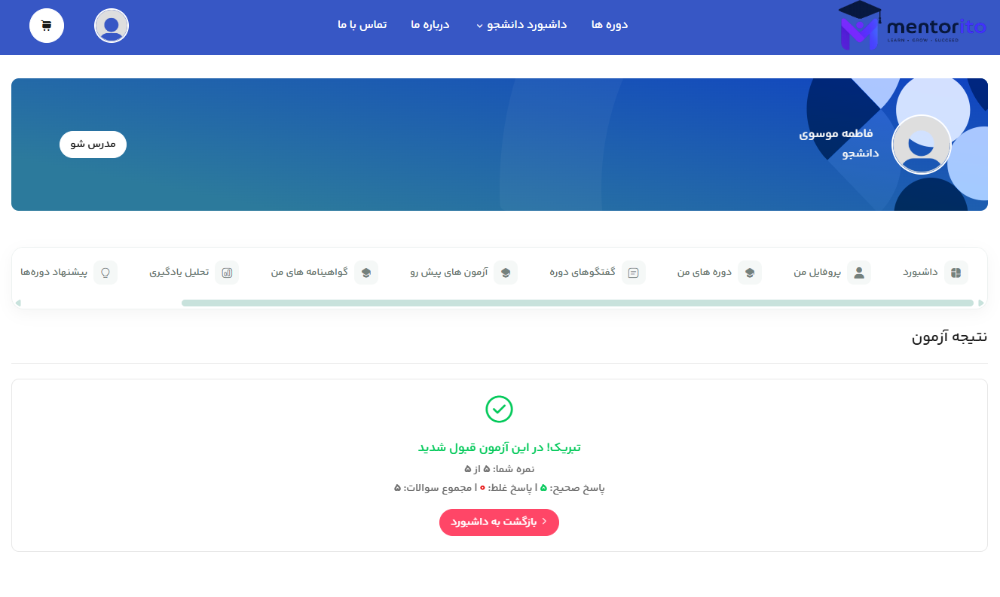 mentorito
LEARN • GROW • SUCCEED
دوره ها
داشبورد دانشجو
درباره ما
تماس با ما
فاطمه موسوی
دانشجو
مدرس شو
داشبورد
پروفایل من
دوره های من
گفتگوهای دوره
آزمون های پیش رو
گواهینامه های من
تحلیل یادگیری
پیشنهاد دوره‌ها
نتیجه آزمون
تبریک! در این آزمون قبول شدید
نمره شما: ۵ از ۵
پاسخ صحیح: ۵ | پاسخ غلط: ۰ | مجموع سوالات: ۵
بازگشت به داشبورد